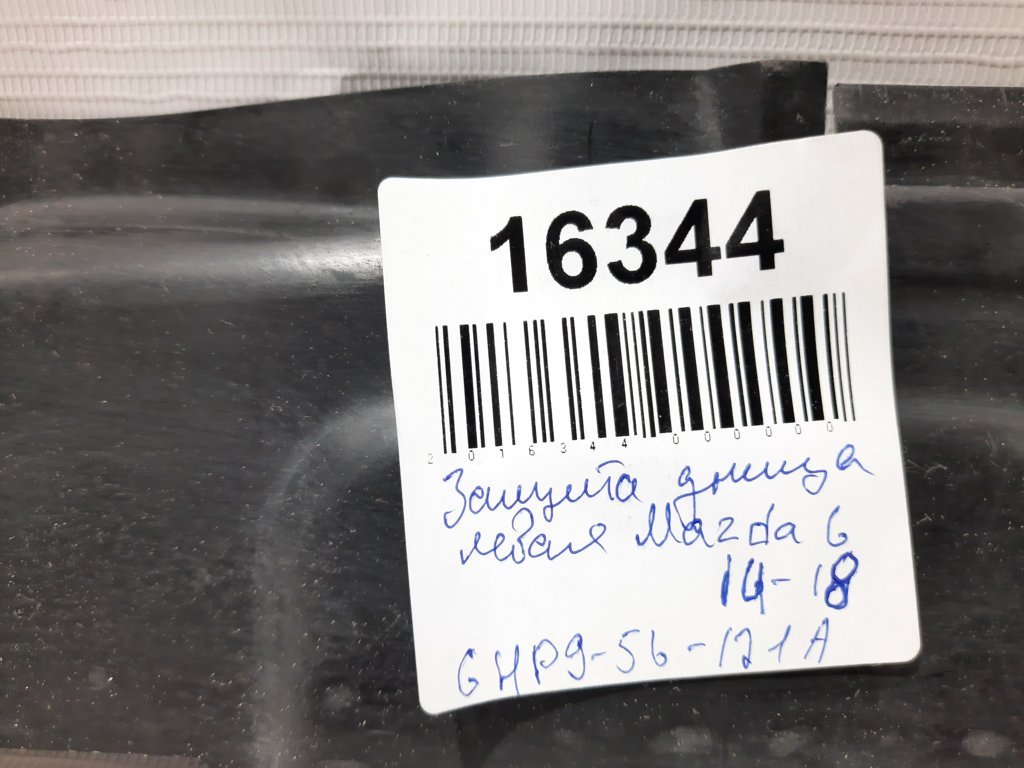 16344
2016344000000
Защита днища
левая Mazda 6
14-18
GHP9-56-121A